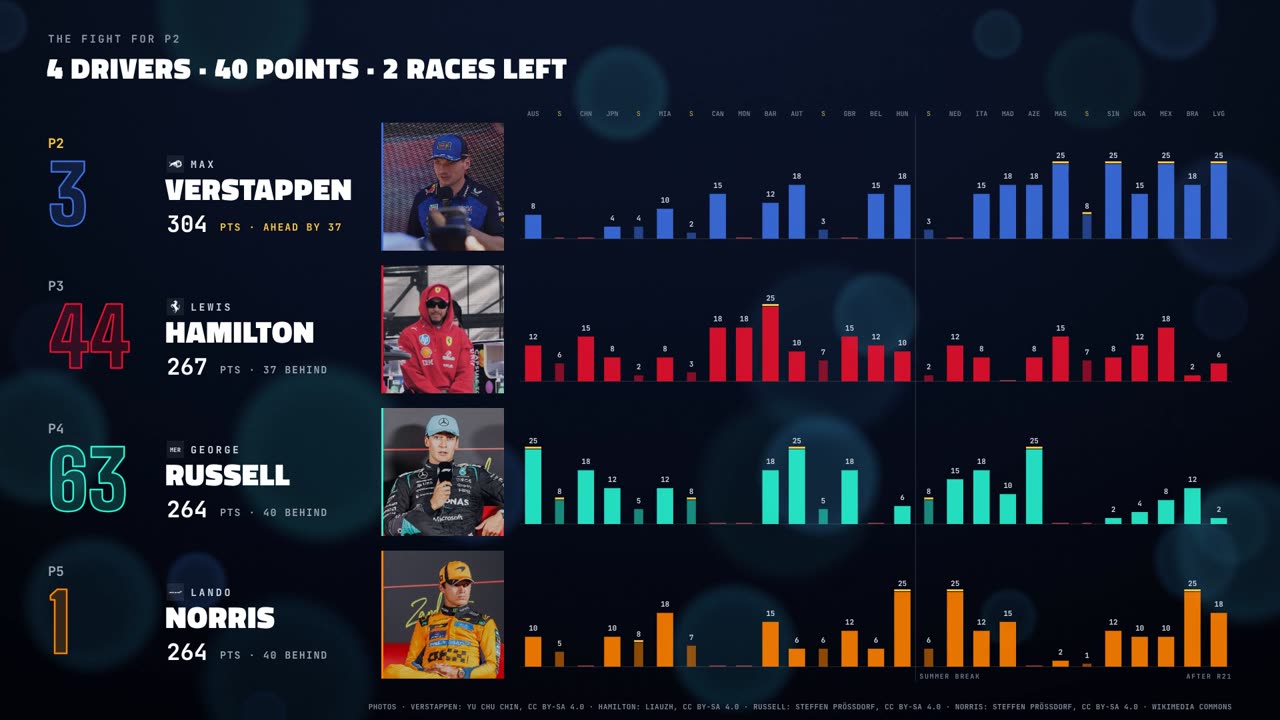 THE FIGHT FOR P2
4 DRIVERS · 40 POINTS · 2 RACES LEFT
AUS S CHN JPN S MIA S CAN MON BAR AUT S GBR BEL HUN S NED ITA MAD AZE MAS S SIN USA MEX BRA LVG
P2
3
MAX
VERSTAPPEN
304 PTS · AHEAD BY 37
8 4 4 10 2 15 12 18 3 15 18 3 15 18 18 25 8 25 15 25 18 25
P3
44
LEWIS
HAMILTON
267 PTS · 37 BEHIND
12 6 15 8 2 8 3 18 18 25 10 7 15 12 10 2 12 8 8 15 7 8 12 18 2 6
P4
63
MER GEORGE
RUSSELL
264 PTS · 40 BEHIND
25 8 18 12 5 12 8 18 25 5 18 6 8 15 18 10 25 2 4 8 12 2
P5
1
LANDO
NORRIS
264 PTS · 40 BEHIND
10 5 10 8 18 7 15 6 6 12 6 25 6 25 12 15 2 1 12 10 10 25 18
SUMMER BREAK
AFTER R21
PHOTOS · VERSTAPPEN: YU CHU CHIN, CC BY-SA 4.0 · HAMILTON: LIAUZH, CC BY-SA 4.0 · RUSSELL: STEFFEN PRÖSSDORF, CC BY-SA 4.0 · NORRIS: STEFFEN PRÖSSDORF, CC BY-SA 4.0 · WIKIMEDIA COMMONS